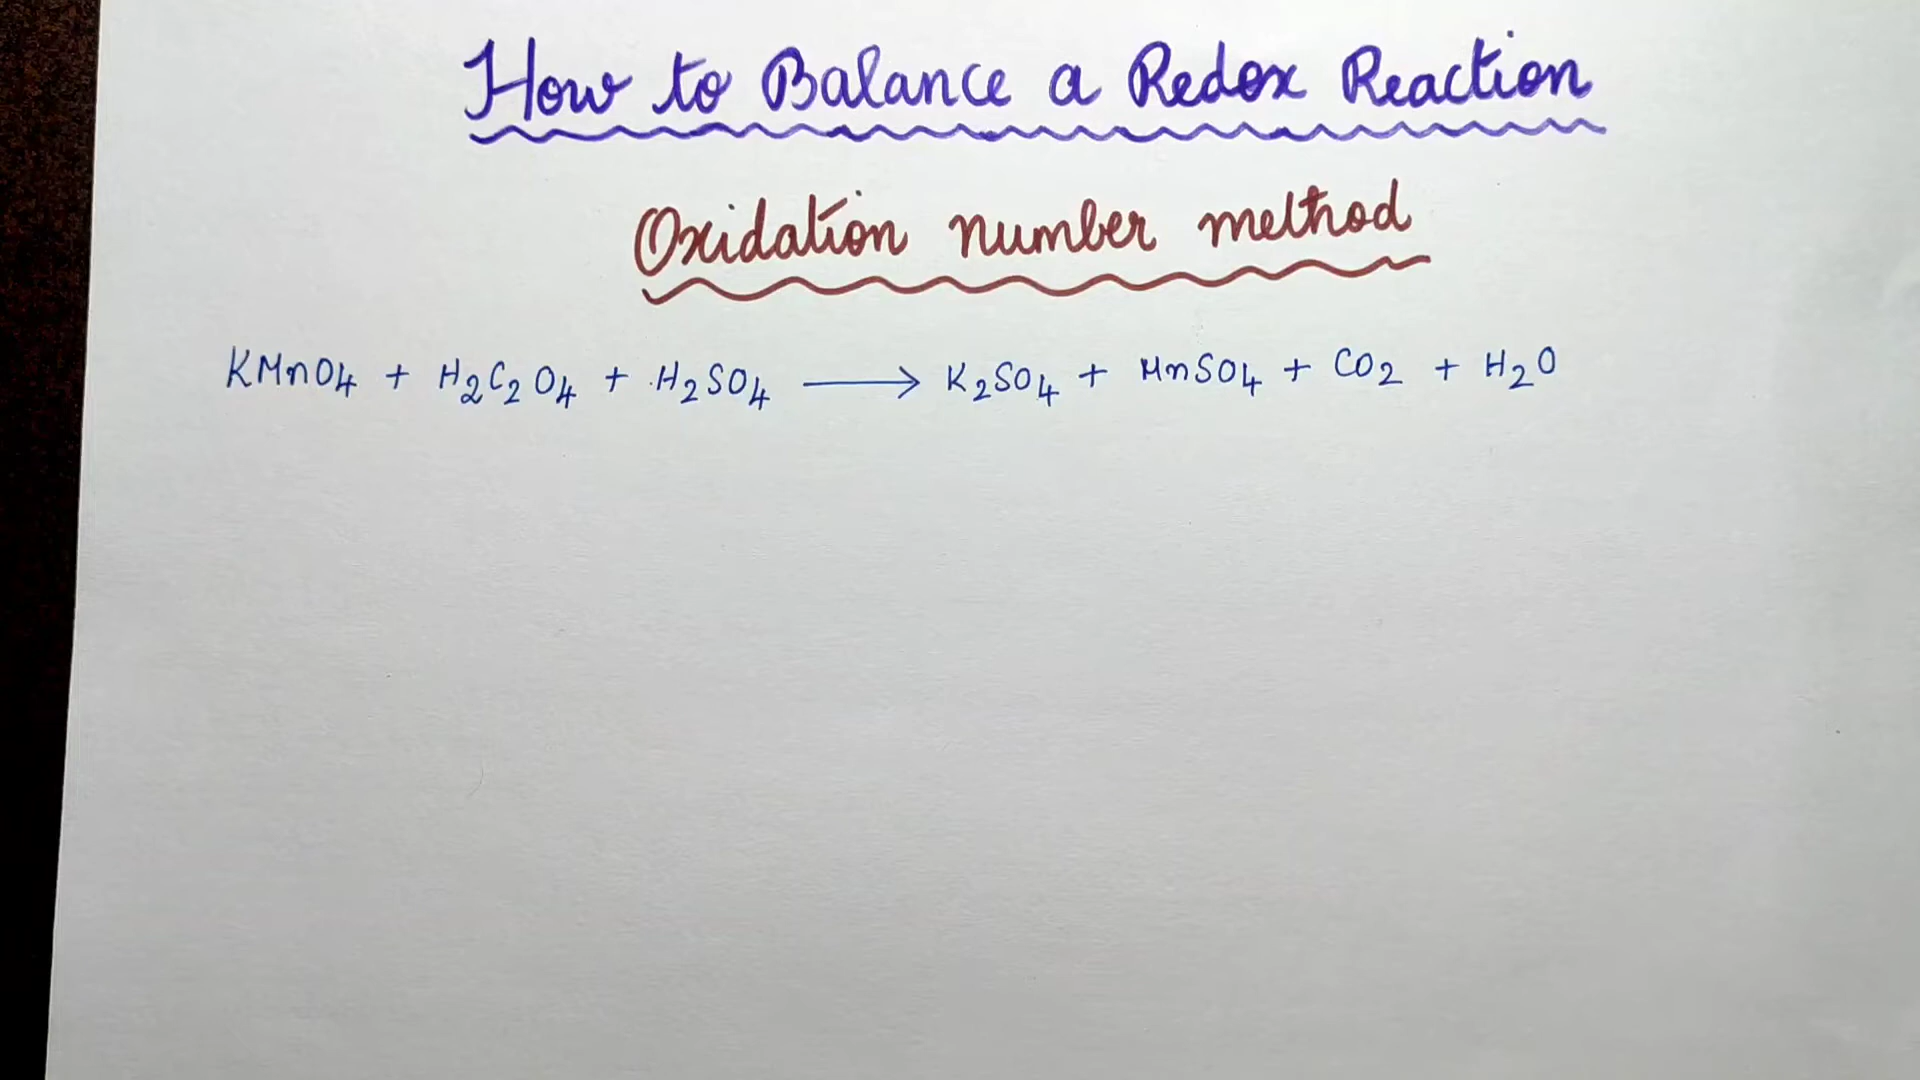 How to Balance a Redox Reaction
Oxidation number method
KMnO4 + H2C2O4 + H2SO4 ⟶ K2SO4 + MnSO4 + CO2 + H2O